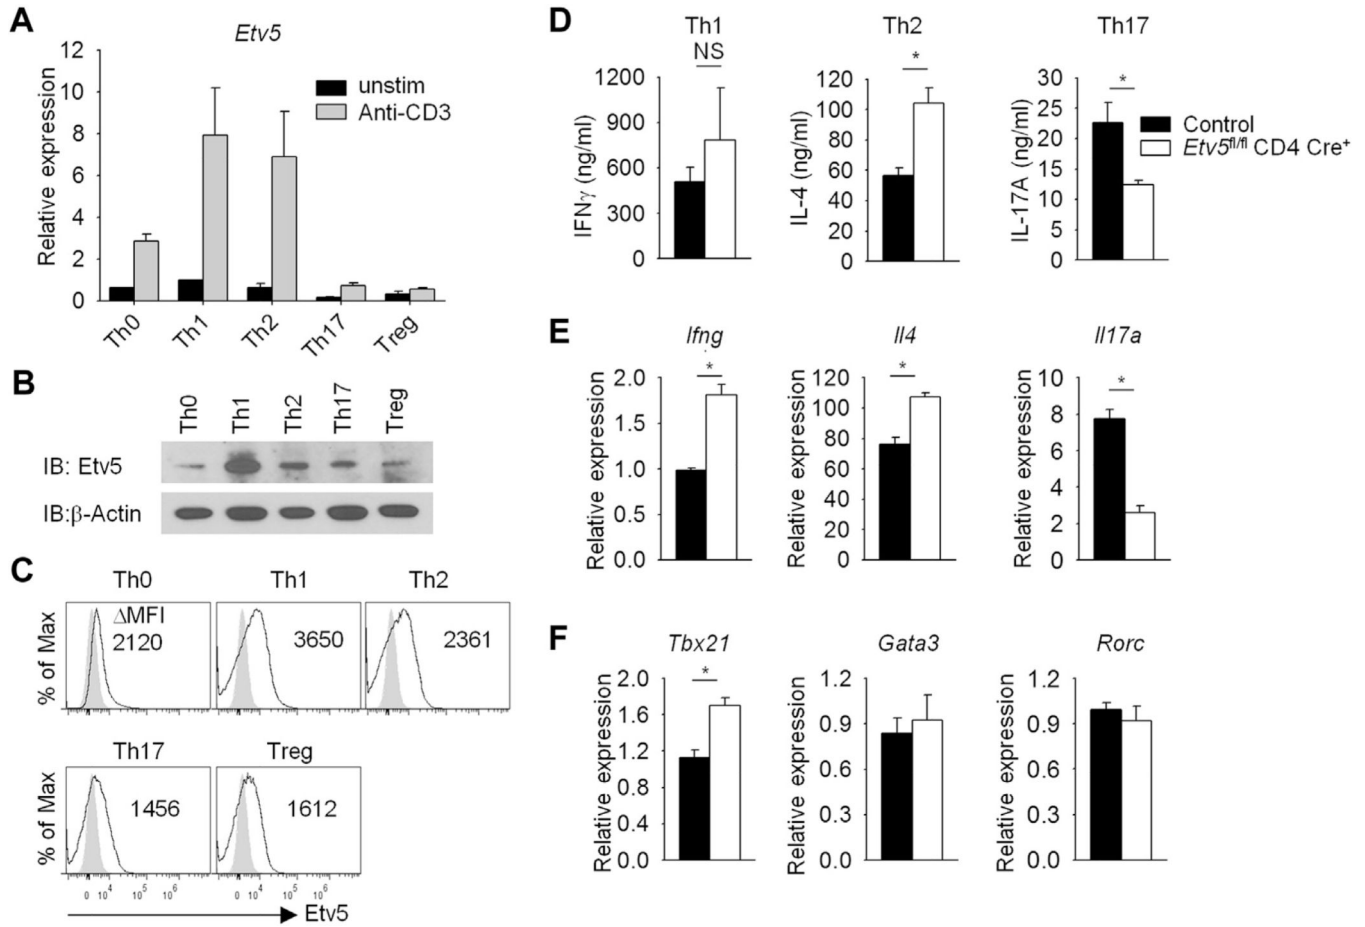 A
Etv5
Relative expression
12
10
8
6
4
2
0
unstim
Anti-CD3
Th0
Th1
Th2
Th17
Treg
B
Th0
Th1
Th2
Th17
Treg
IB: Etv5
IB:β-Actin
C
Th0
Th1
Th2
% of Max
ΔMFI
2120
3650
2361
Th17
Treg
% of Max
1456
1612
0 10⁴ 10⁵ 10⁶
0 10⁴ 10⁵ 10⁶
Etv5
D
Th1
NS
IFNγ (ng/ml)
1200
900
600
300
0
Th2
*
IL-4 (ng/ml)
120
100
80
60
40
20
0
Th17
*
IL-17A (ng/ml)
30
25
20
15
10
5
0
Control
Etv5fl/fl CD4 Cre⁺
E
Ifng
*
Relative expression
2.0
1.5
1.0
0.5
0.0
Il4
*
Relative expression
120
100
80
60
40
20
0
Il17a
*
Relative expression
10
8
6
4
2
0
F
Tbx21
*
Relative expression
2.0
1.6
1.2
0.8
0.4
0.0
Gata3
Relative expression
1.2
0.9
0.6
0.3
0.0
Rorc
Relative expression
1.2
0.9
0.6
0.3
0.0